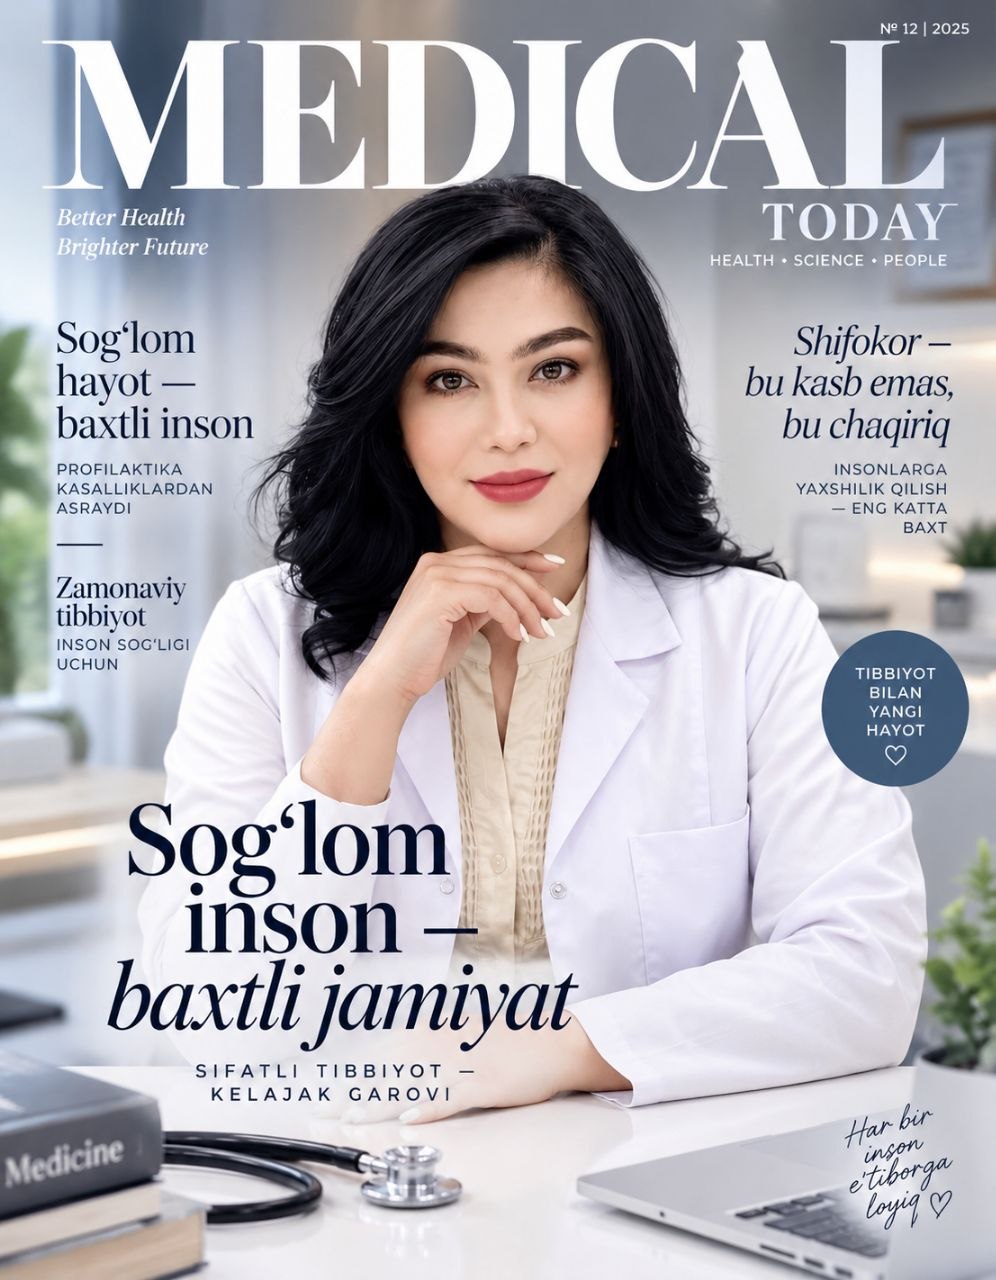 № 12 | 2025
MEDICAL
TODAY
HEALTH • SCIENCE • PEOPLE
Better Health
Brighter Future
Sog‘lom
hayot —
baxtli inson
PROFILAKTIKA
KASALLIKLARDAN
ASRAYDI
Zamonaviy
tibbiyot
INSON SOG‘LIGI
UCHUN
Shifokor —
bu kasb emas,
bu chaqiriq
INSONLARGA
YAXSHILIK QILISH
— ENG KATTA
BAXT
TIBBIYOT
BILAN
YANGI
HAYOT
♡
Sog‘lom
inson —
baxtli jamiyat
SIFATLI TIBBIYOT —
KELAJAK GAROVI
Medicine
Har bir
inson
e'tiborga
loyiq ♡